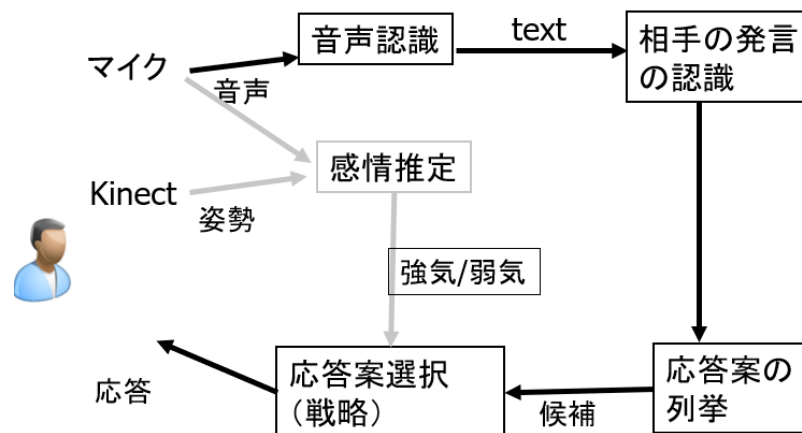 音声認識
text
相手の発言
の認識
マイク
音声
感情推定
Kinect
姿勢
強気/弱気
応答案選択
（戦略）
応答案の
列挙
候補
応答